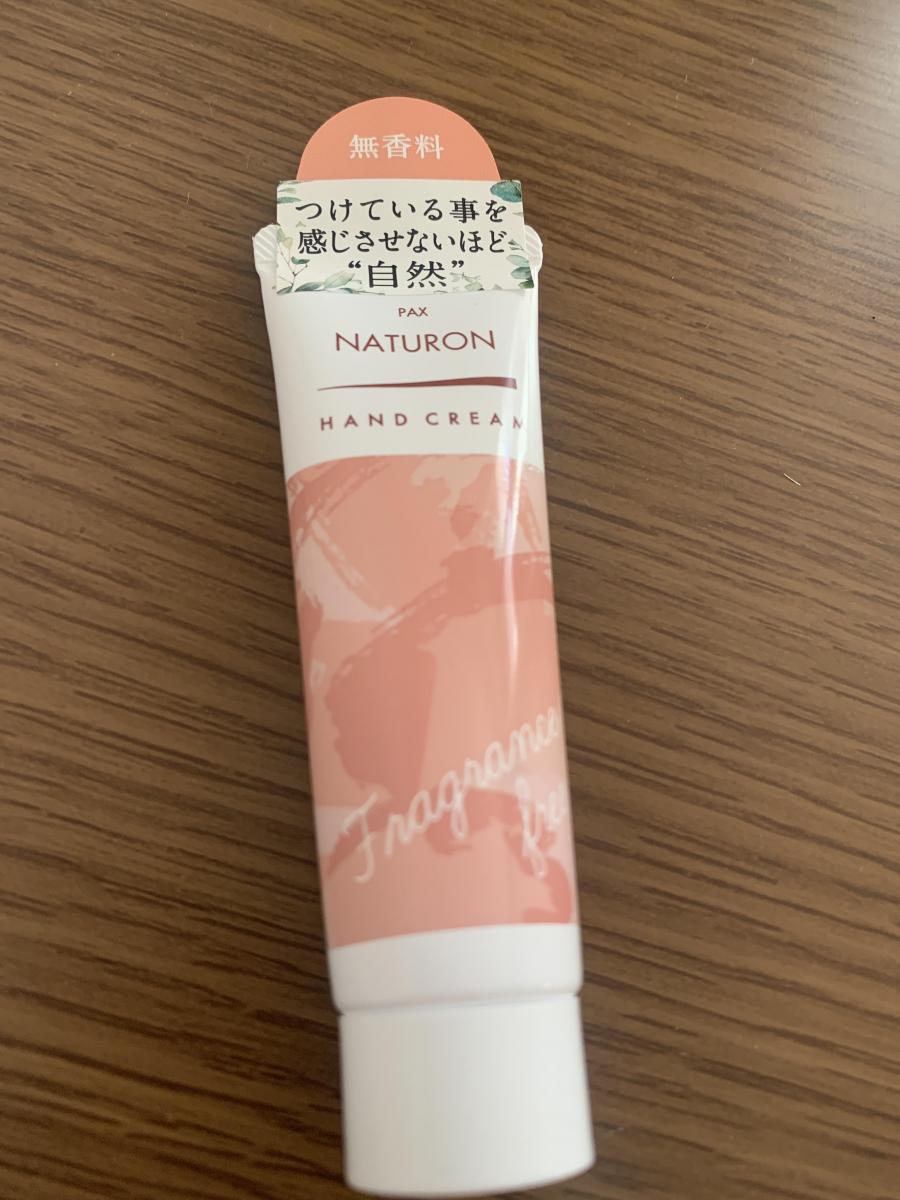 無香料
つけている事を
感じさせないほど
“自然”
PAX
NATURON
HAND CREAM
Fragrance
free